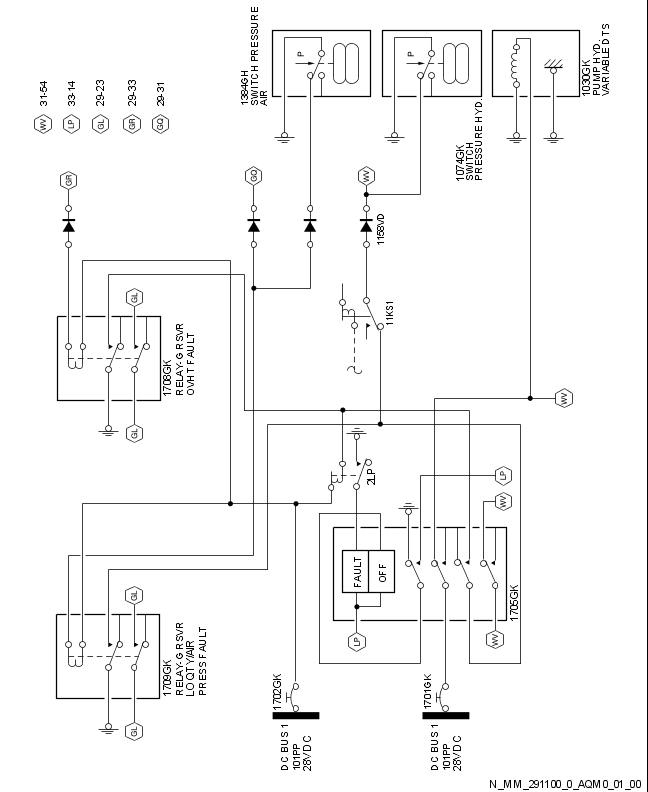 WV 31-54
LP 33-14
GL 29-23
GR 29-33
GQ 29-31
1384GH
SWITCH PRESSURE
AIR
P
P
1074GK
SWITCH
PRESSURE HYD.
1030GK
PUMP HYD.
VARIABLE DTS
GR
GQ
WV
1158VD
11KS1
GL
1708GK
RELAY-G RSVR
OVHT FAULT
GL
WV
2LP
LP
WV
FAULT
OFF
1705GK
LP
WV
GL
1709GK
RELAY-G RSVR
LO QTY/AIR
PRESS FAULT
GL
1702GK
DC BUS 1
101PP
28VDC
1701GK
DC BUS 1
101PP
28VDC
N_MM_291100_0_AQM0_01_00